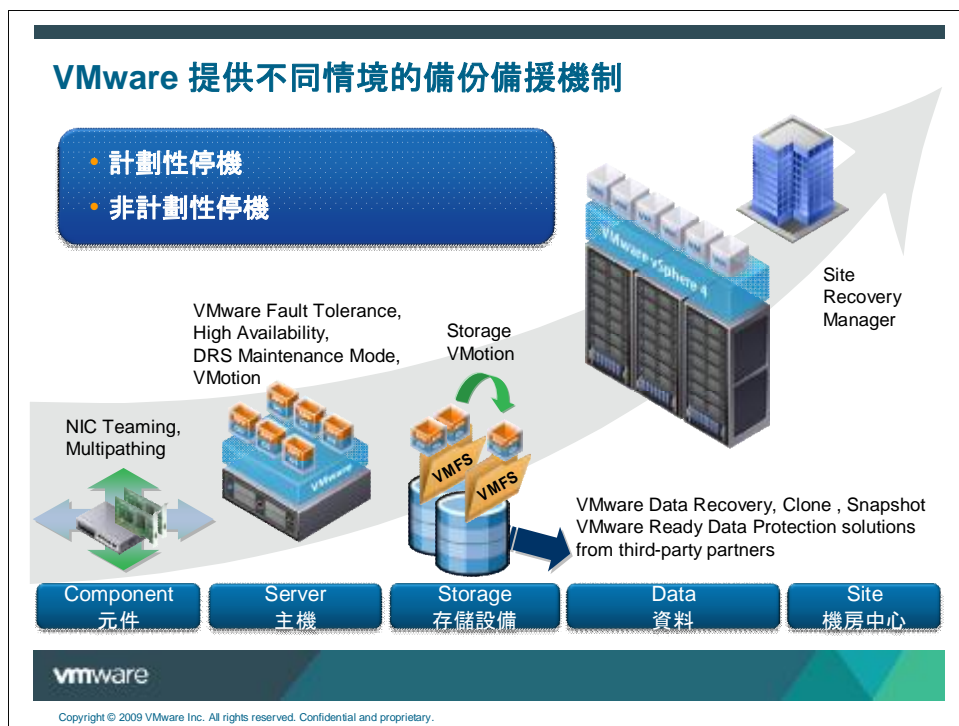 VMware 提供不同情境的備份備援機制
• 計劃性停機
• 非計劃性停機
VMware vSphere 4
Site
Recovery
Manager
VMware Fault Tolerance,
High Availability,
DRS Maintenance Mode,
VMotion
Storage
VMotion
NIC Teaming,
Multipathing
VMware
VMFS
VMFS
VMware Data Recovery, Clone , Snapshot
VMware Ready Data Protection solutions
from third-party partners
Component
元件
Server
主機
Storage
存儲設備
Data
資料
Site
機房中心
vmware
Copyright © 2009 VMware Inc. All rights reserved. Confidential and proprietary.